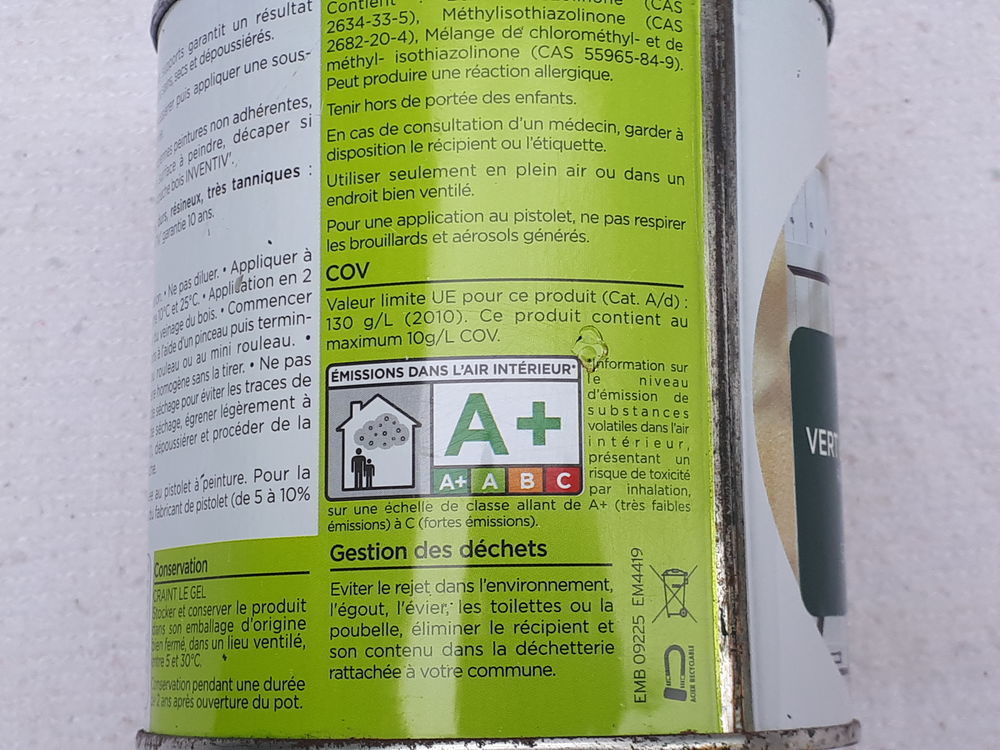 garantit un résultat
secs et dépoussiérés.
puis appliquer une sous-
peintures non adhérentes,
à peindre, décaper si
bois INVENTIV'.
résineux, très tanniques :
garantie 10 ans.
• Ne pas diluer. • Appliquer à
10°C et 25°C. • Application en 2
veinage du bois. • Commencer
à l'aide d'un pinceau puis termin-
rouleau ou au mini rouleau. •
homogène sans la tirer. • Ne pas
séchage pour éviter les traces de
séchage, égrener légèrement à
dépoussiérer et procéder de la
au pistolet à peinture. Pour la
fabricant de pistolet (de 5 à 10%
Conservation
CRAINT LE GEL
Stocker et conserver le produit
dans son emballage d'origine
bien fermé, dans un lieu ventilé,
entre 5 et 30°C.
Conservation pendant une durée
2 ans après ouverture du pot.
Contient (CAS
2634-33-5), Méthylisothiazolinone (CAS
2682-20-4), Mélange de chlorométhyl- et de
méthyl- isothiazolinone (CAS 55965-84-9).
Peut produire une réaction allergique.
Tenir hors de portée des enfants.
En cas de consultation d'un médecin, garder à
disposition le récipient ou l'étiquette.
Utiliser seulement en plein air ou dans un
endroit bien ventilé.
Pour une application au pistolet, ne pas respirer
les brouillards et aérosols générés.
COV
Valeur limite UE pour ce produit (Cat. A/d) :
130 g/L (2010). Ce produit contient au
maximum 10g/L COV.
ÉMISSIONS DANS L'AIR INTÉRIEUR*
A+
A+ A B C
*Information sur
le niveau
d'émission de
substances
volatiles dans l'air
intérieur,
présentant un
risque de toxicité
par inhalation,
sur une échelle de classe allant de A+ (très faibles
émissions) à C (fortes émissions).
Gestion des déchets
Eviter le rejet dans l'environnement,
l'égout, l'évier, les toilettes ou la
poubelle, éliminer le récipient et
son contenu dans la déchetterie
rattachée à votre commune.
EMB 09225 EM4419
ACIER RECYCLABLE
VERT